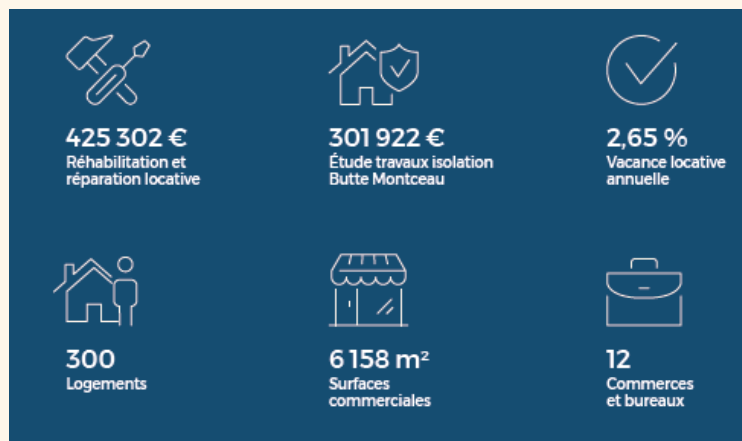 425 302 €
Réhabilitation et
réparation locative
301 922 €
Étude travaux isolation
Butte Montceau
2,65 %
Vacance locative
annuelle
300
Logements
6 158 m²
Surfaces
commerciales
12
Commerces
et bureaux